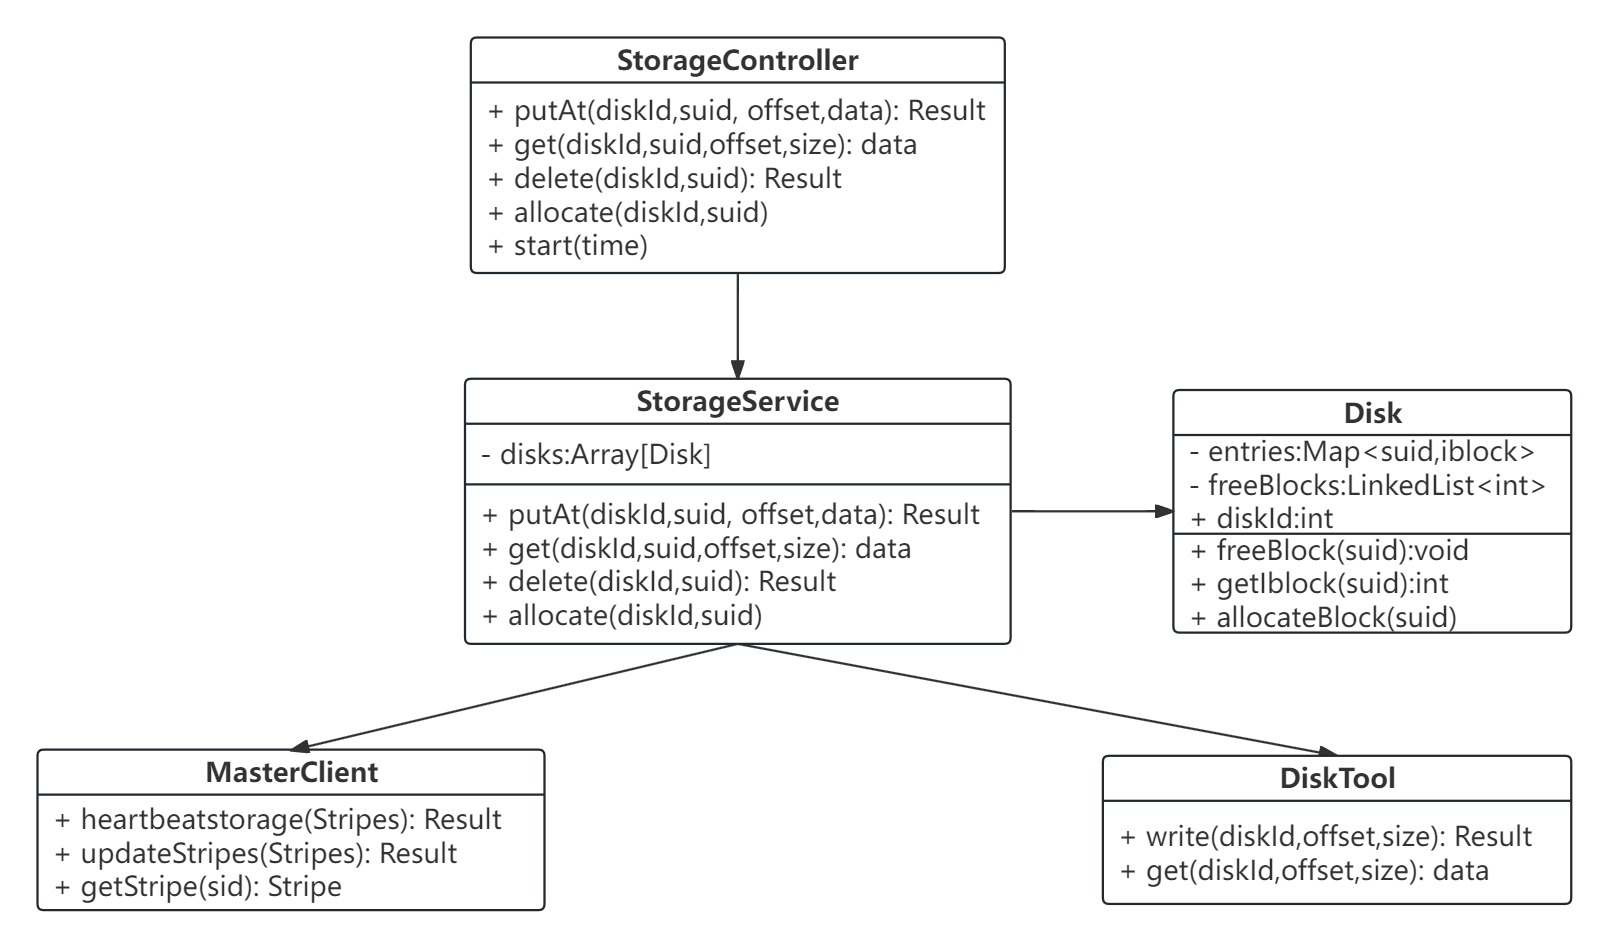 StorageController
+ putAt(diskId,suid, offset,data): Result
+ get(diskId,suid,offset,size): data
+ delete(diskId,suid): Result
+ allocate(diskId,suid)
+ start(time)
StorageService
- disks:Array[Disk]
+ putAt(diskId,suid, offset,data): Result
+ get(diskId,suid,offset,size): data
+ delete(diskId,suid): Result
+ allocate(diskId,suid)
Disk
- entries:Map<suid,iblock>
- freeBlocks:LinkedList<int>
+ diskId:int
+ freeBlock(suid):void
+ getIblock(suid):int
+ allocateBlock(suid)
MasterClient
+ heartbeatstorage(Stripes): Result
+ updateStripes(Stripes): Result
+ getStripe(sid): Stripe
DiskTool
+ write(diskId,offset,size): Result
+ get(diskId,offset,size): data